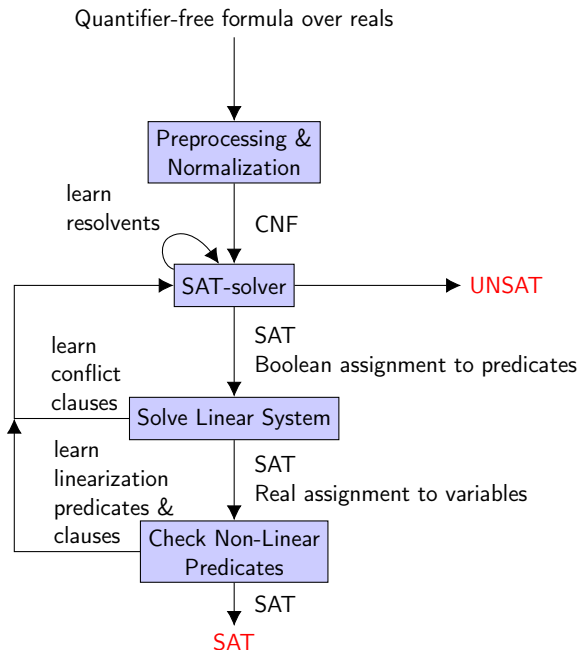 Quantifier-free formula over reals
Preprocessing &
Normalization
learn
resolvents
CNF
SAT-solver
UNSAT
SAT
Boolean assignment to predicates
learn
conflict
clauses
Solve Linear System
learn
linearization
predicates &
clauses
SAT
Real assignment to variables
Check Non-Linear
Predicates
SAT
SAT